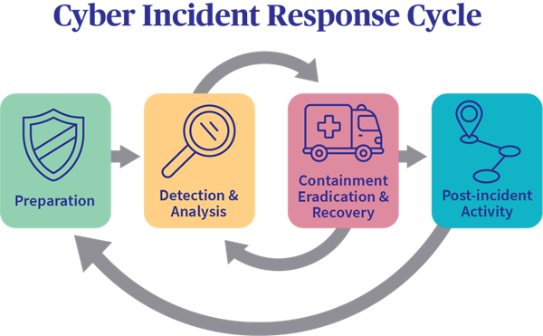 Cyber Incident Response Cycle
Preparation
Detection &
Analysis
Containment
Eradication &
Recovery
Post-incident
Activity